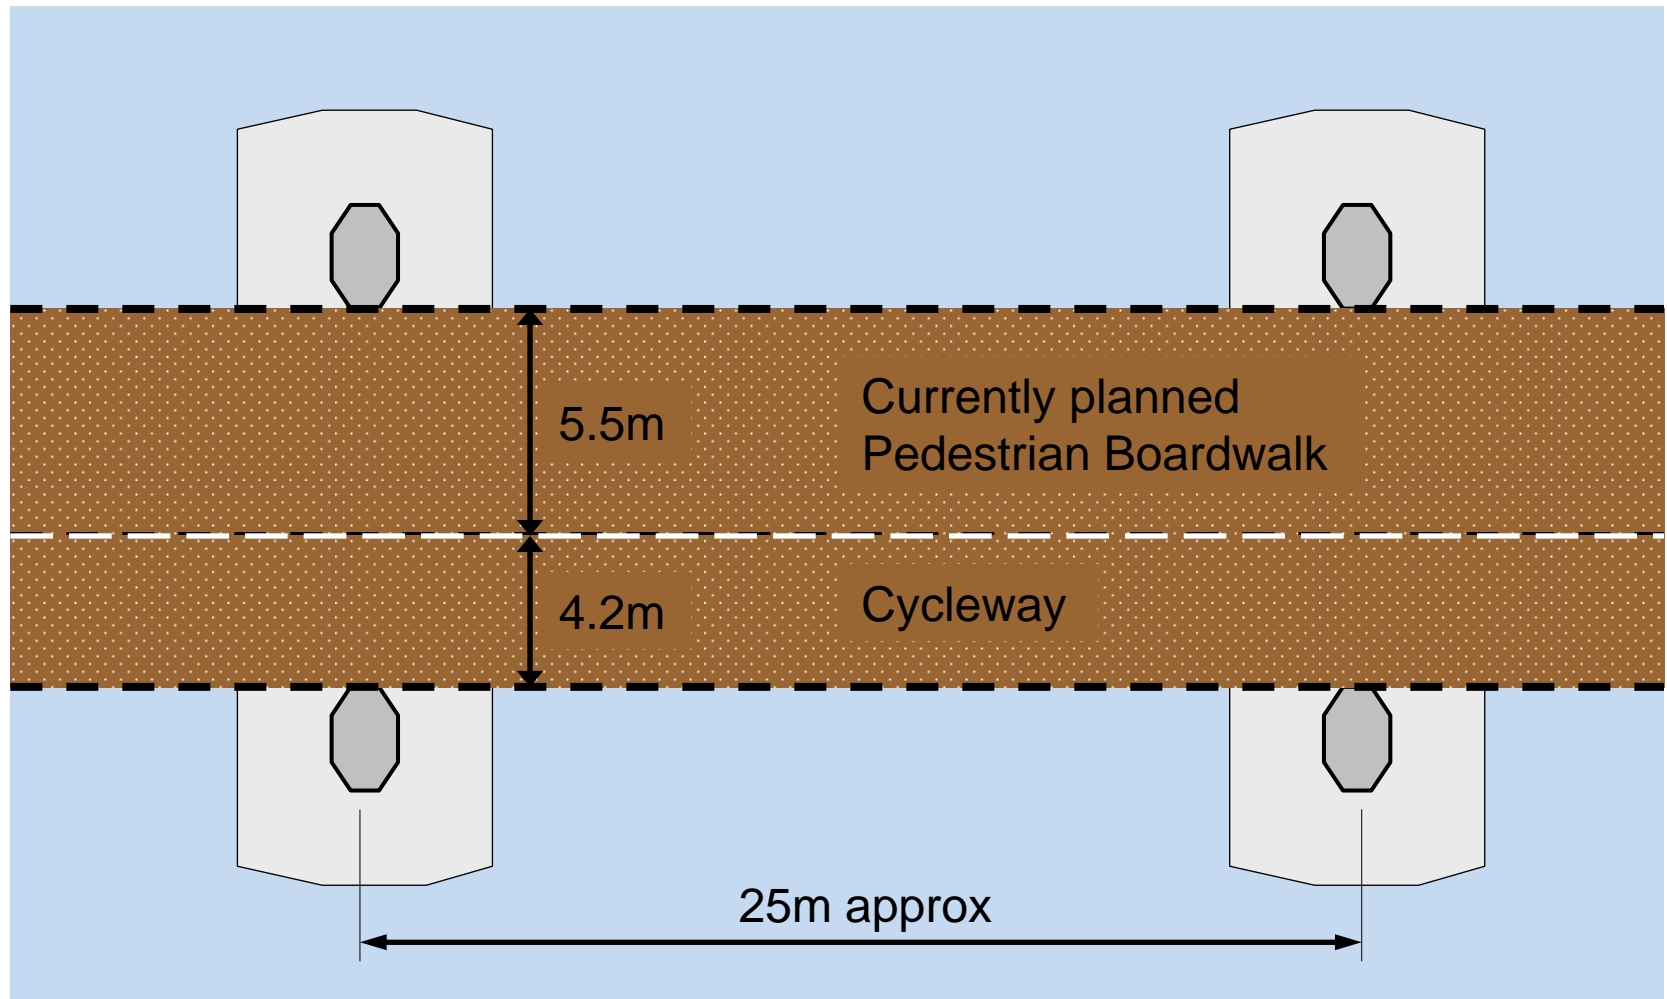 5.5m
Currently planned
Pedestrian Boardwalk
4.2m
Cycleway
25m approx